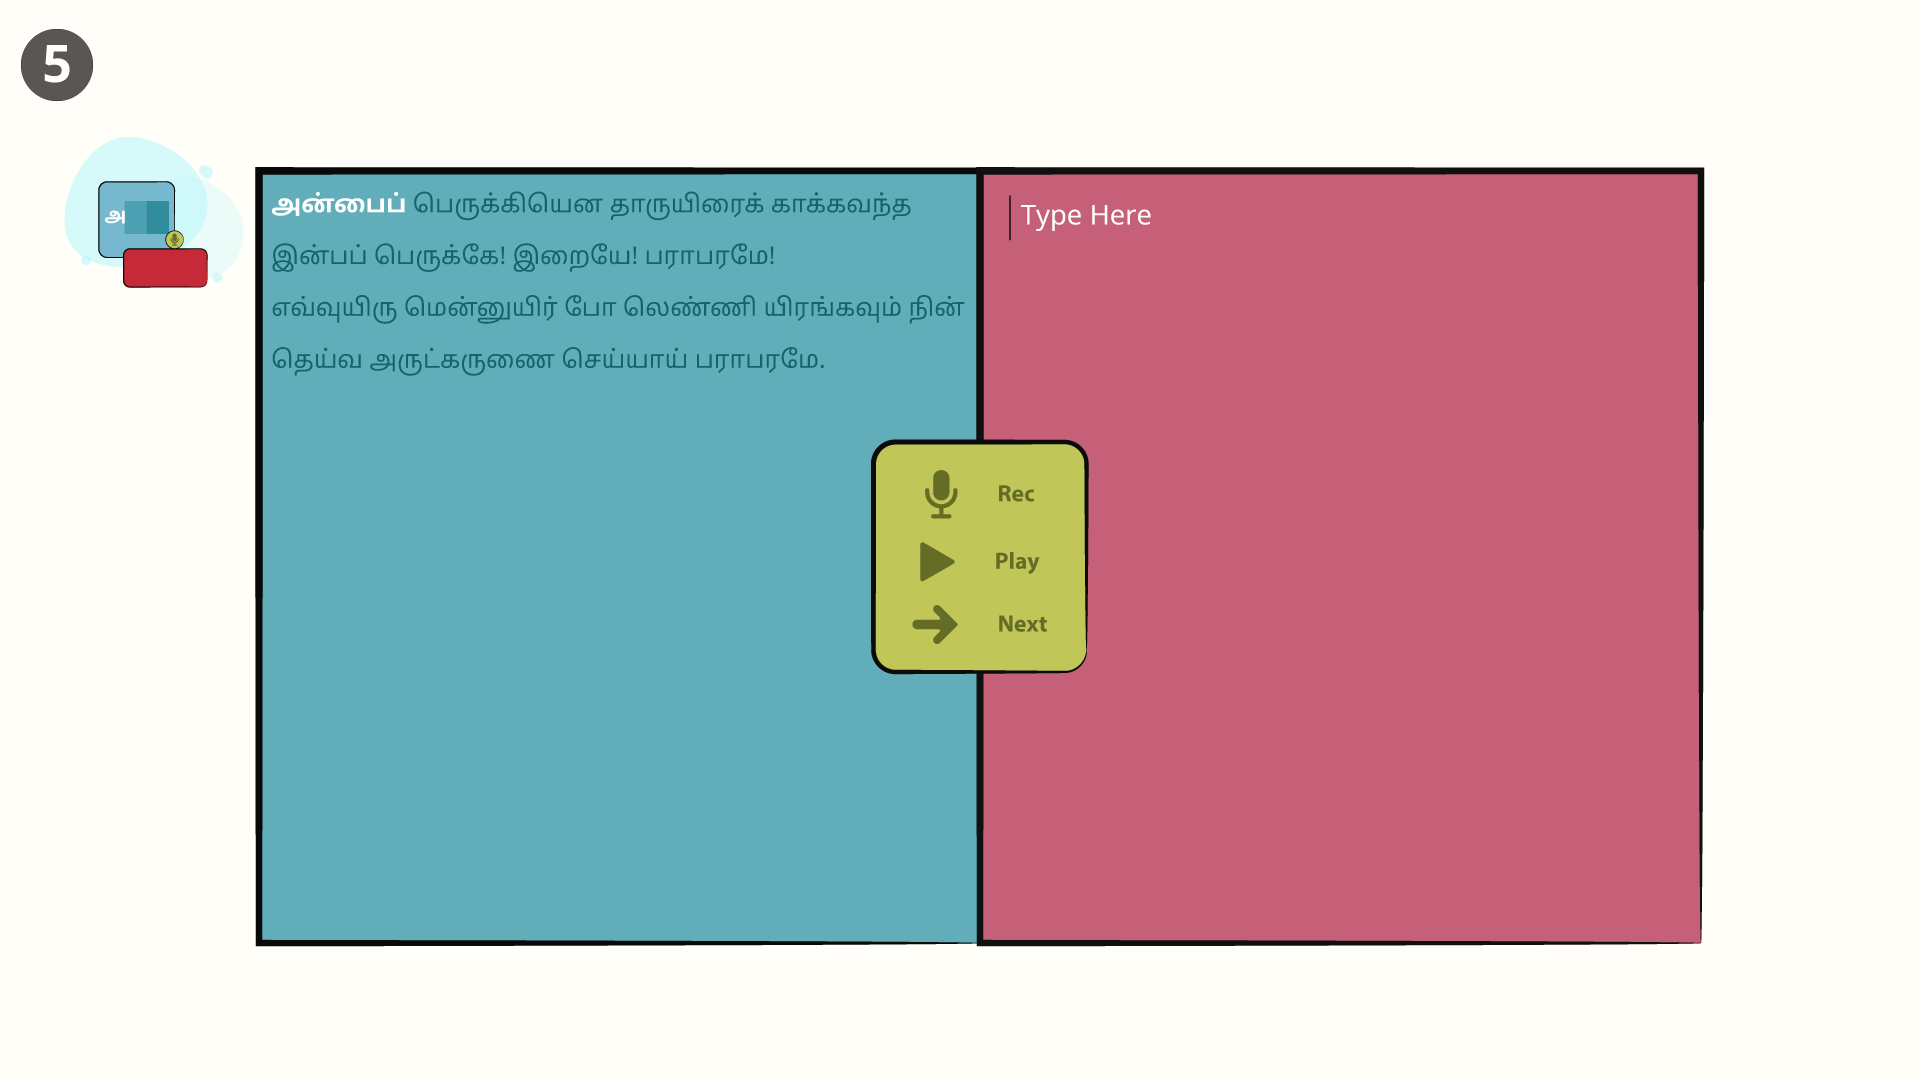 5
அ
அன்பைப் பெருக்கியென தாருயிரைக் காக்கவந்த
இன்பப் பெருக்கே! இறையே! பராபரமே!
எவ்வுயிரு மென்னுயிர் போ லெண்ணி யிரங்கவும் நின்
தெய்வ அருட்கருணை செய்யாய் பராபரமே.
Type Here
Rec
Play
Next